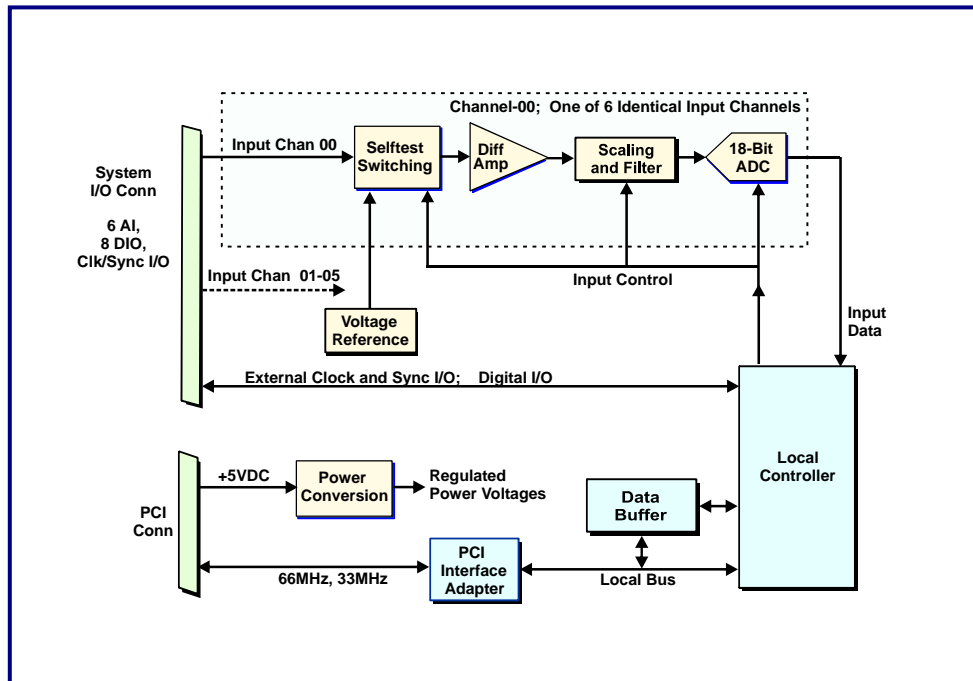 Channel-00;  One of 6 Identical Input Channels
Input Chan 00
Selftest
Switching
Diff
Amp
Scaling
and Filter
18-Bit
ADC
System
I/O Conn
6 AI,
8 DIO,
Clk/Sync I/O
Input Chan  01-05
Input Control
Voltage
Reference
Input
Data
External Clock and Sync I/O;    Digital I/O
Local
Controller
+5VDC
Power
Conversion
Regulated
Power Voltages
Data
Buffer
PCI
Conn
66MHz, 33MHz
PCI
Interface
Adapter
Local Bus